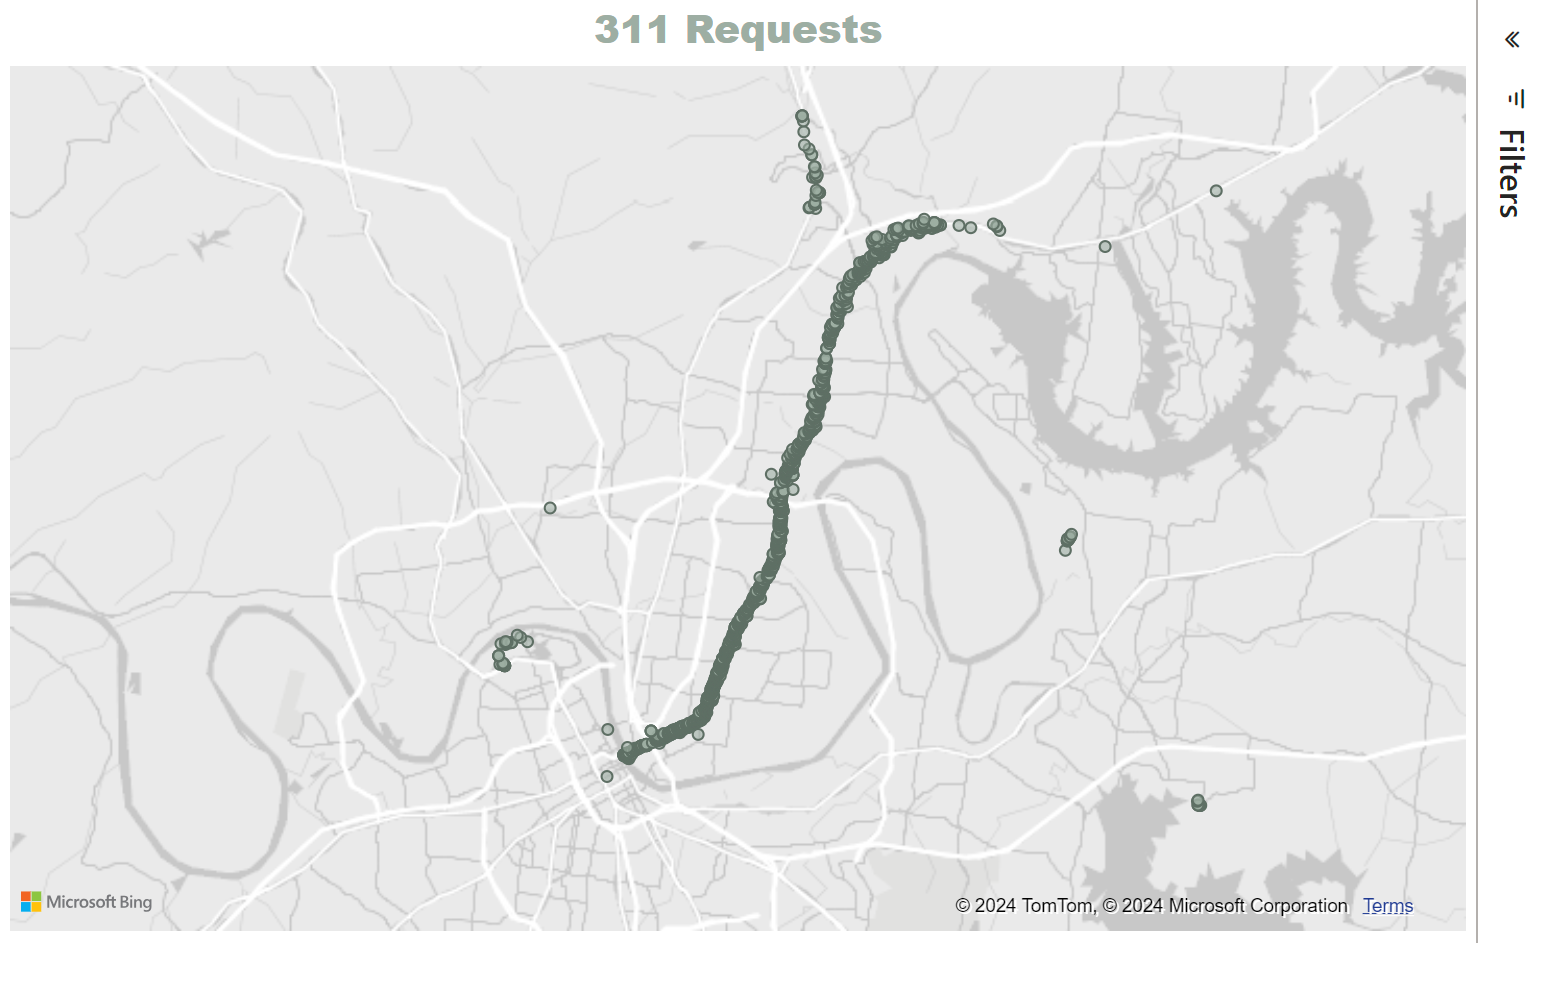 311 Requests
«
Filters
Microsoft Bing
© 2024 TomTom, © 2024 Microsoft Corporation Terms